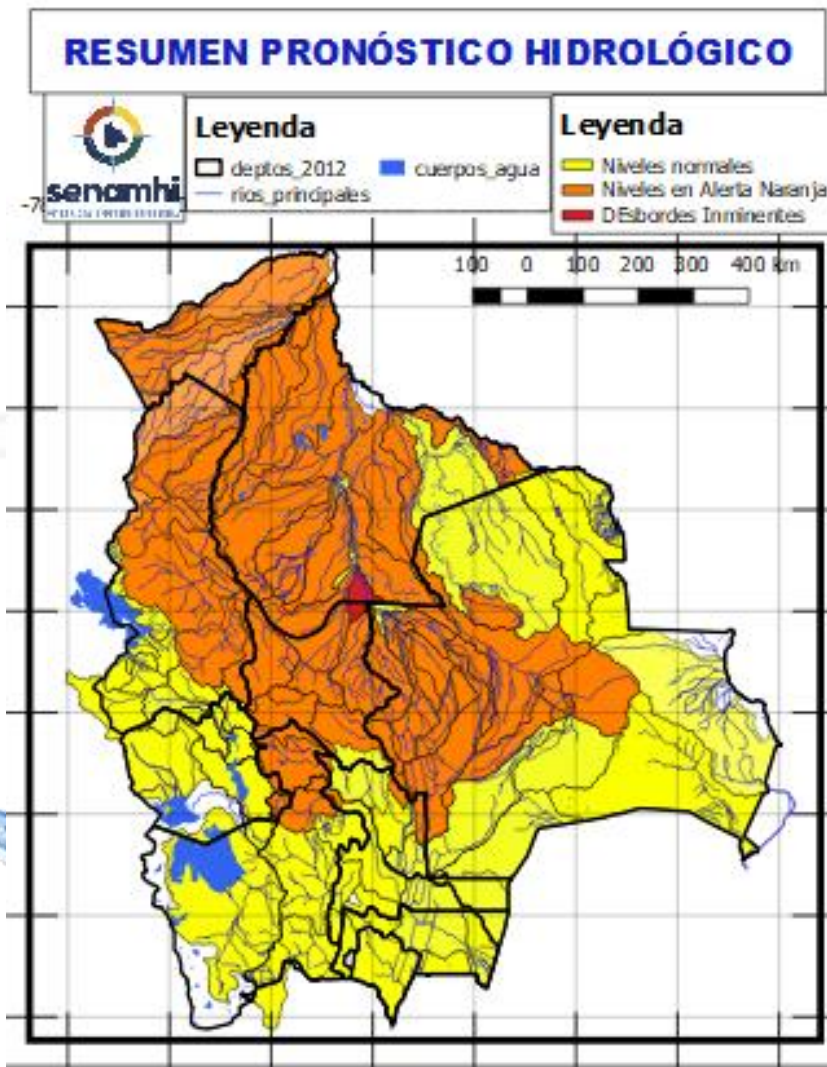 RESUMEN PRONÓSTICO HIDROLÓGICO
senamhi
Leyenda
deptos_2012
cuerpos_agua
rios_principales
Leyenda
Niveles normales
Niveles en Alerta Naranja
DEsbordes Inminentes
100 0 100 200 300 400 km